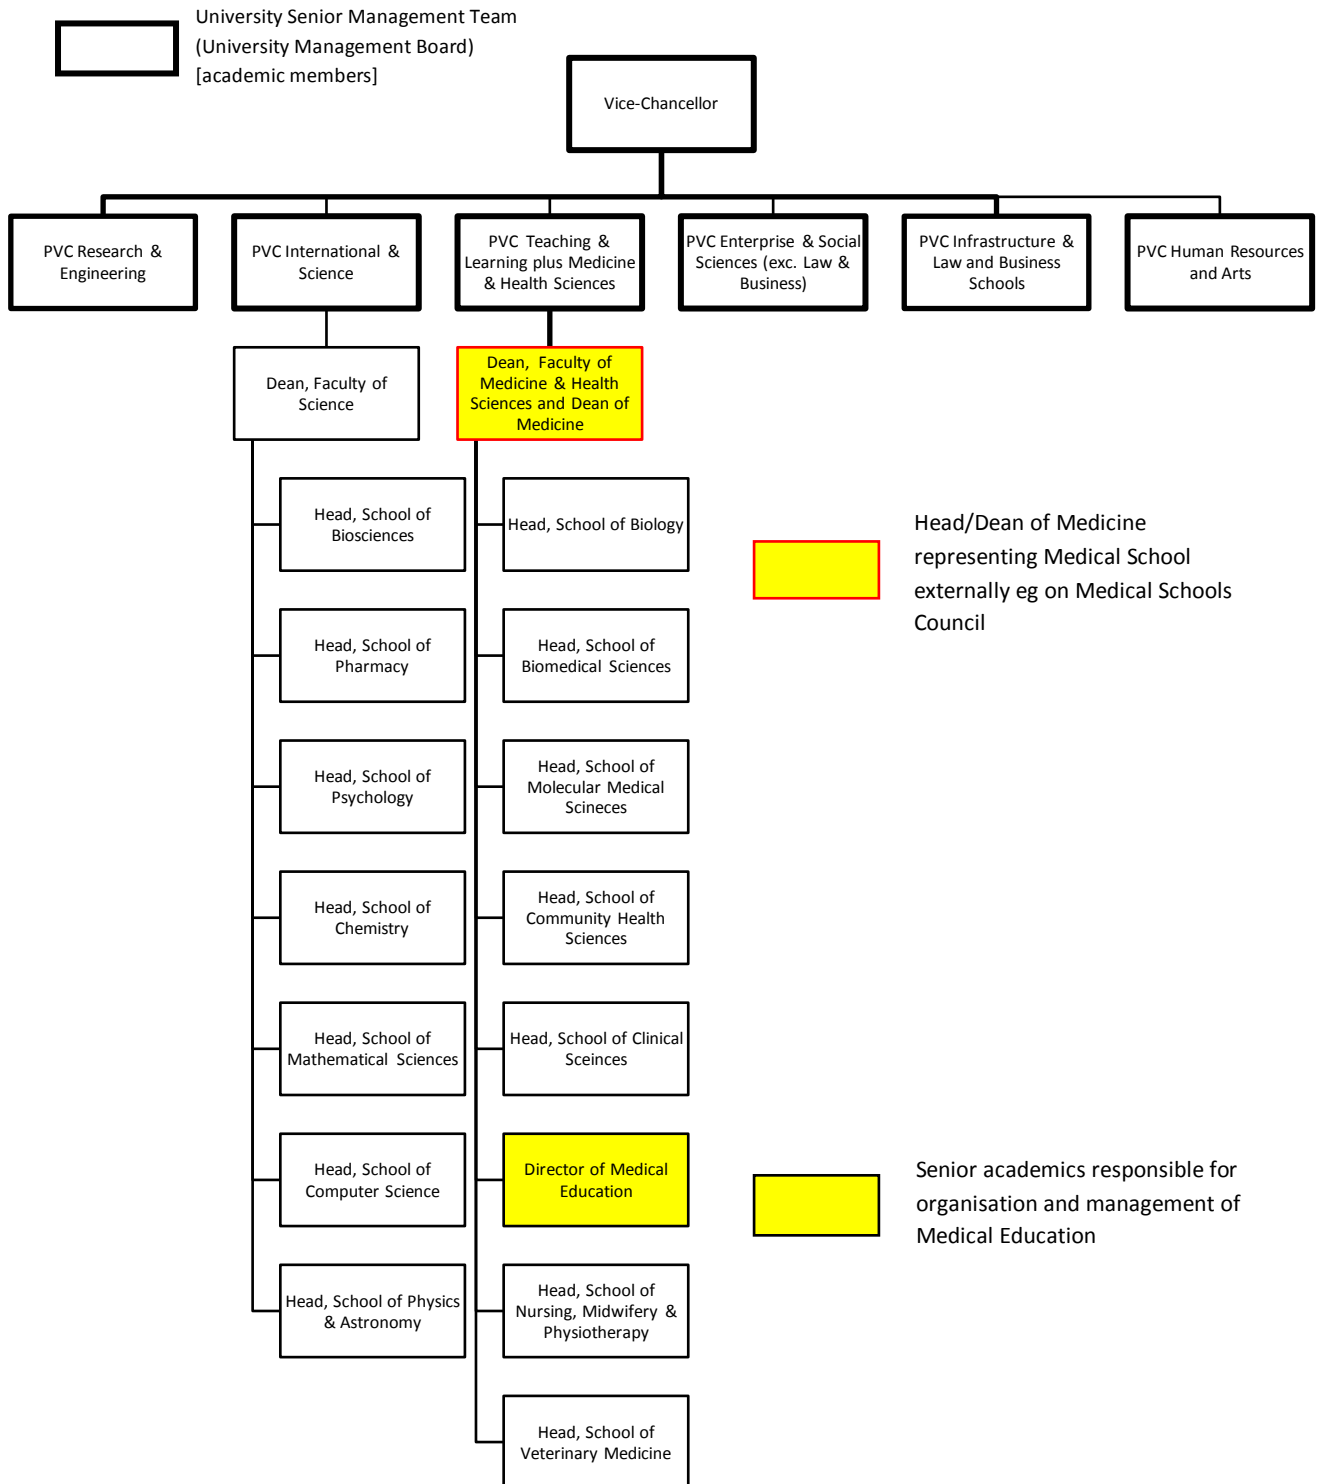 University Senior Management Team
(University Management Board)
[academic members]
Vice-Chancellor
PVC Research &
Engineering
PVC International &
Science
PVC Teaching &
Learning plus Medicine
& Health Sciences
PVC Enterprise & Social
Sciences (exc. Law &
Business)
PVC Infrastructure &
Law and Business
Schools
PVC Human Resources
and Arts
Dean, Faculty of
Science
Dean, Faculty of
Medicine & Health
Sciences and Dean of
Medicine
Head, School of
Biosciences
Head, School of Biology
Head/Dean of Medicine
representing Medical School
externally eg on Medical Schools
Council
Head, School of
Pharmacy
Head, School of
Biomedical Sciences
Head, School of
Psychology
Head, School of
Molecular Medical
Scineces
Head, School of
Chemistry
Head, School of
Community Health
Sciences
Head, School of
Mathematical Sciences
Head, School of Clinical
Sceinces
Head, School of
Computer Science
Director of Medical
Education
Senior academics responsible for
organisation and management of
Medical Education
Head, School of Physics
& Astronomy
Head, School of
Nursing, Midwifery &
Physiotherapy
Head, School of
Veterinary Medicine